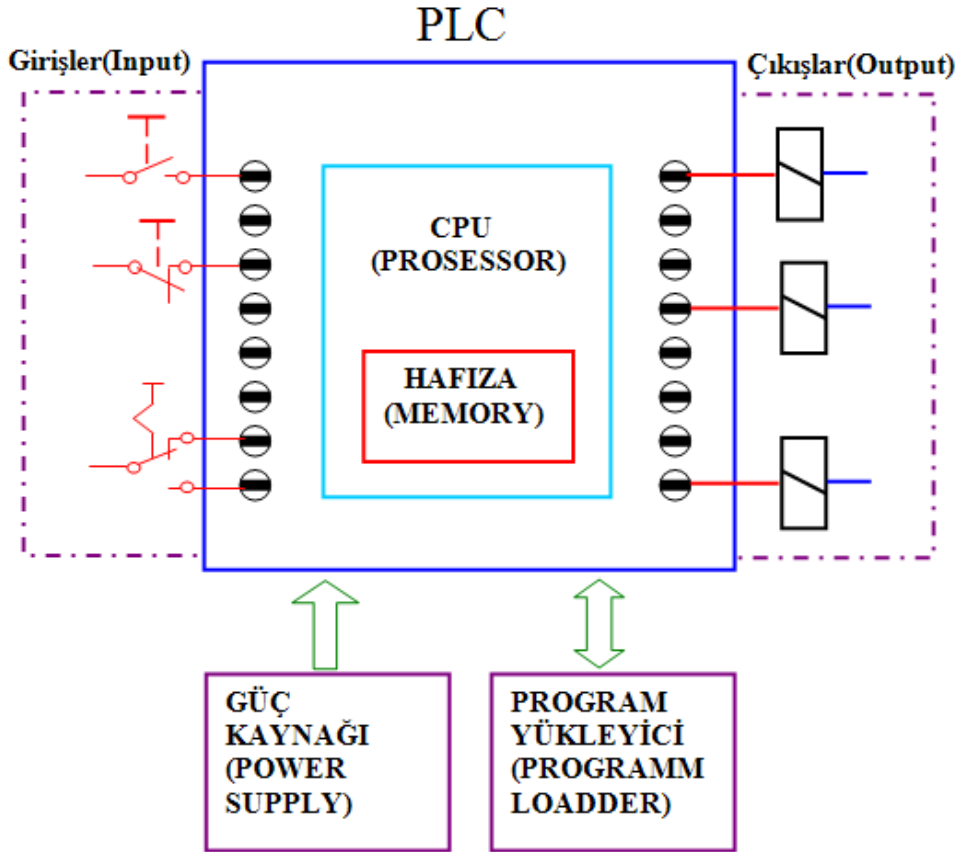 PLC
Girişler(Input)
Çıkışlar(Output)
CPU
(PROSESSOR)
HAFIZA
(MEMORY)
GÜÇ
KAYNAĞI
(POWER
SUPPLY)
PROGRAM
YÜKLEYİCİ
(PROGRAMM
LOADDER)